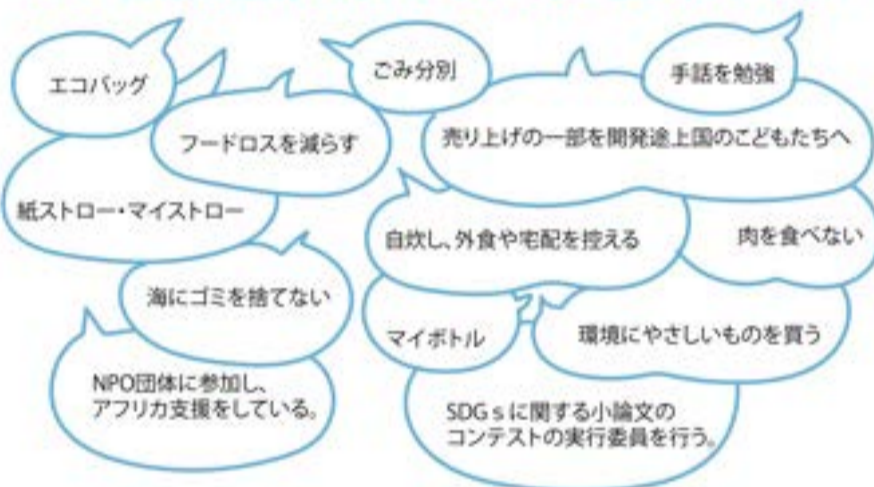 エコバッグ
ごみ分別
手話を勉強
フードロスを減らす
売り上げの一部を開発途上国のこどもたちへ
紙ストロー・マイストロー
自炊し、外食や宅配を控える
肉を食べない
海にゴミを捨てない
マイボトル
環境にやさしいものを買う
NPO団体に参加し、
アフリカ支援をしている。
SDGsに関する小論文の
コンテストの実行委員を行う。